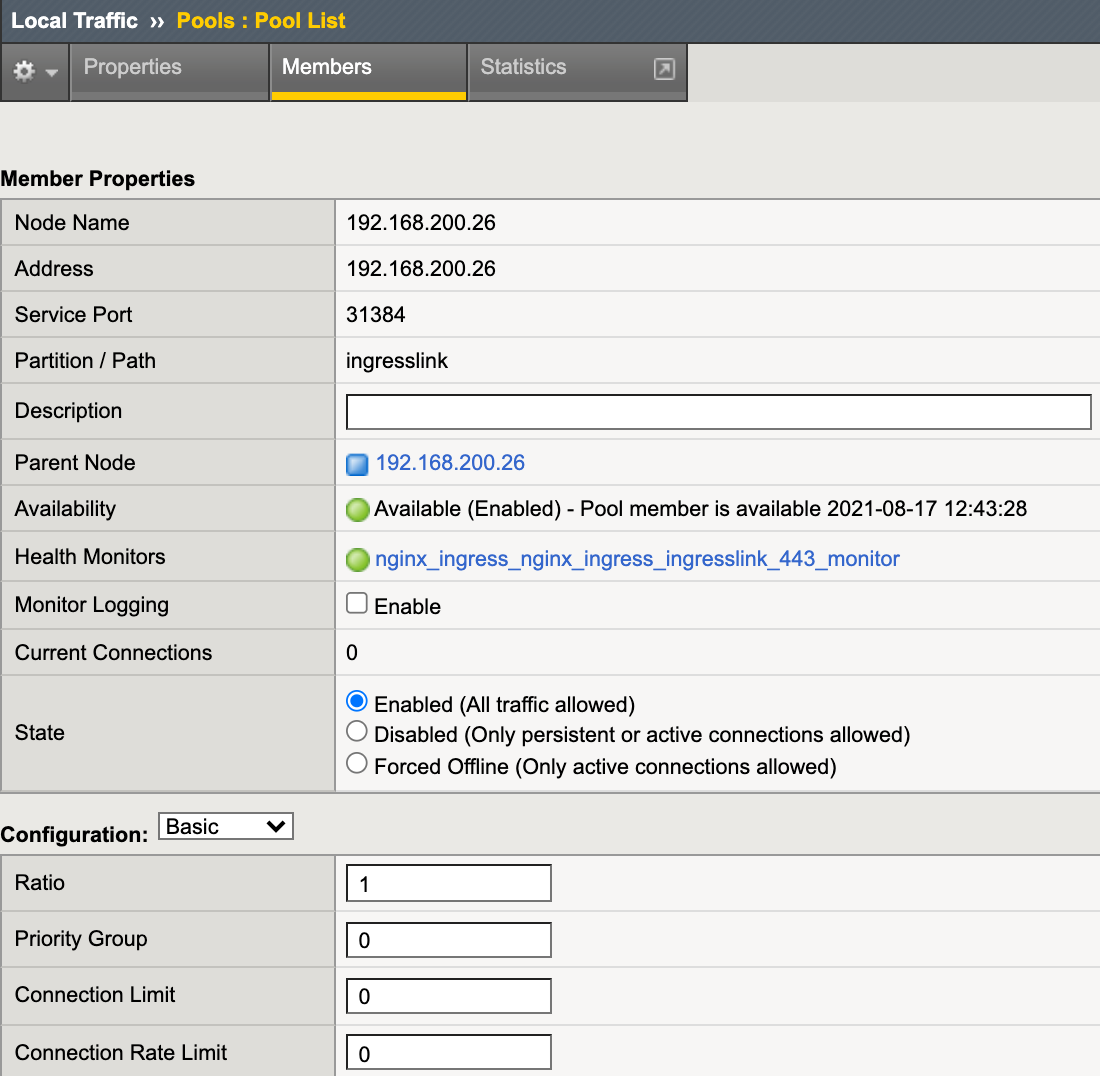 Local Traffic ›› Pools : Pool List
Properties Members Statistics
Member Properties
Node Name 192.168.200.26
Address 192.168.200.26
Service Port 31384
Partition / Path ingresslink
Description
Parent Node 192.168.200.26
Availability Available (Enabled) - Pool member is available 2021-08-17 12:43:28
Health Monitors nginx_ingress_nginx_ingress_ingresslink_443_monitor
Monitor Logging Enable
Current Connections 0
State Enabled (All traffic allowed)
Disabled (Only persistent or active connections allowed)
Forced Offline (Only active connections allowed)
Configuration: Basic
Ratio 1
Priority Group 0
Connection Limit 0
Connection Rate Limit 0